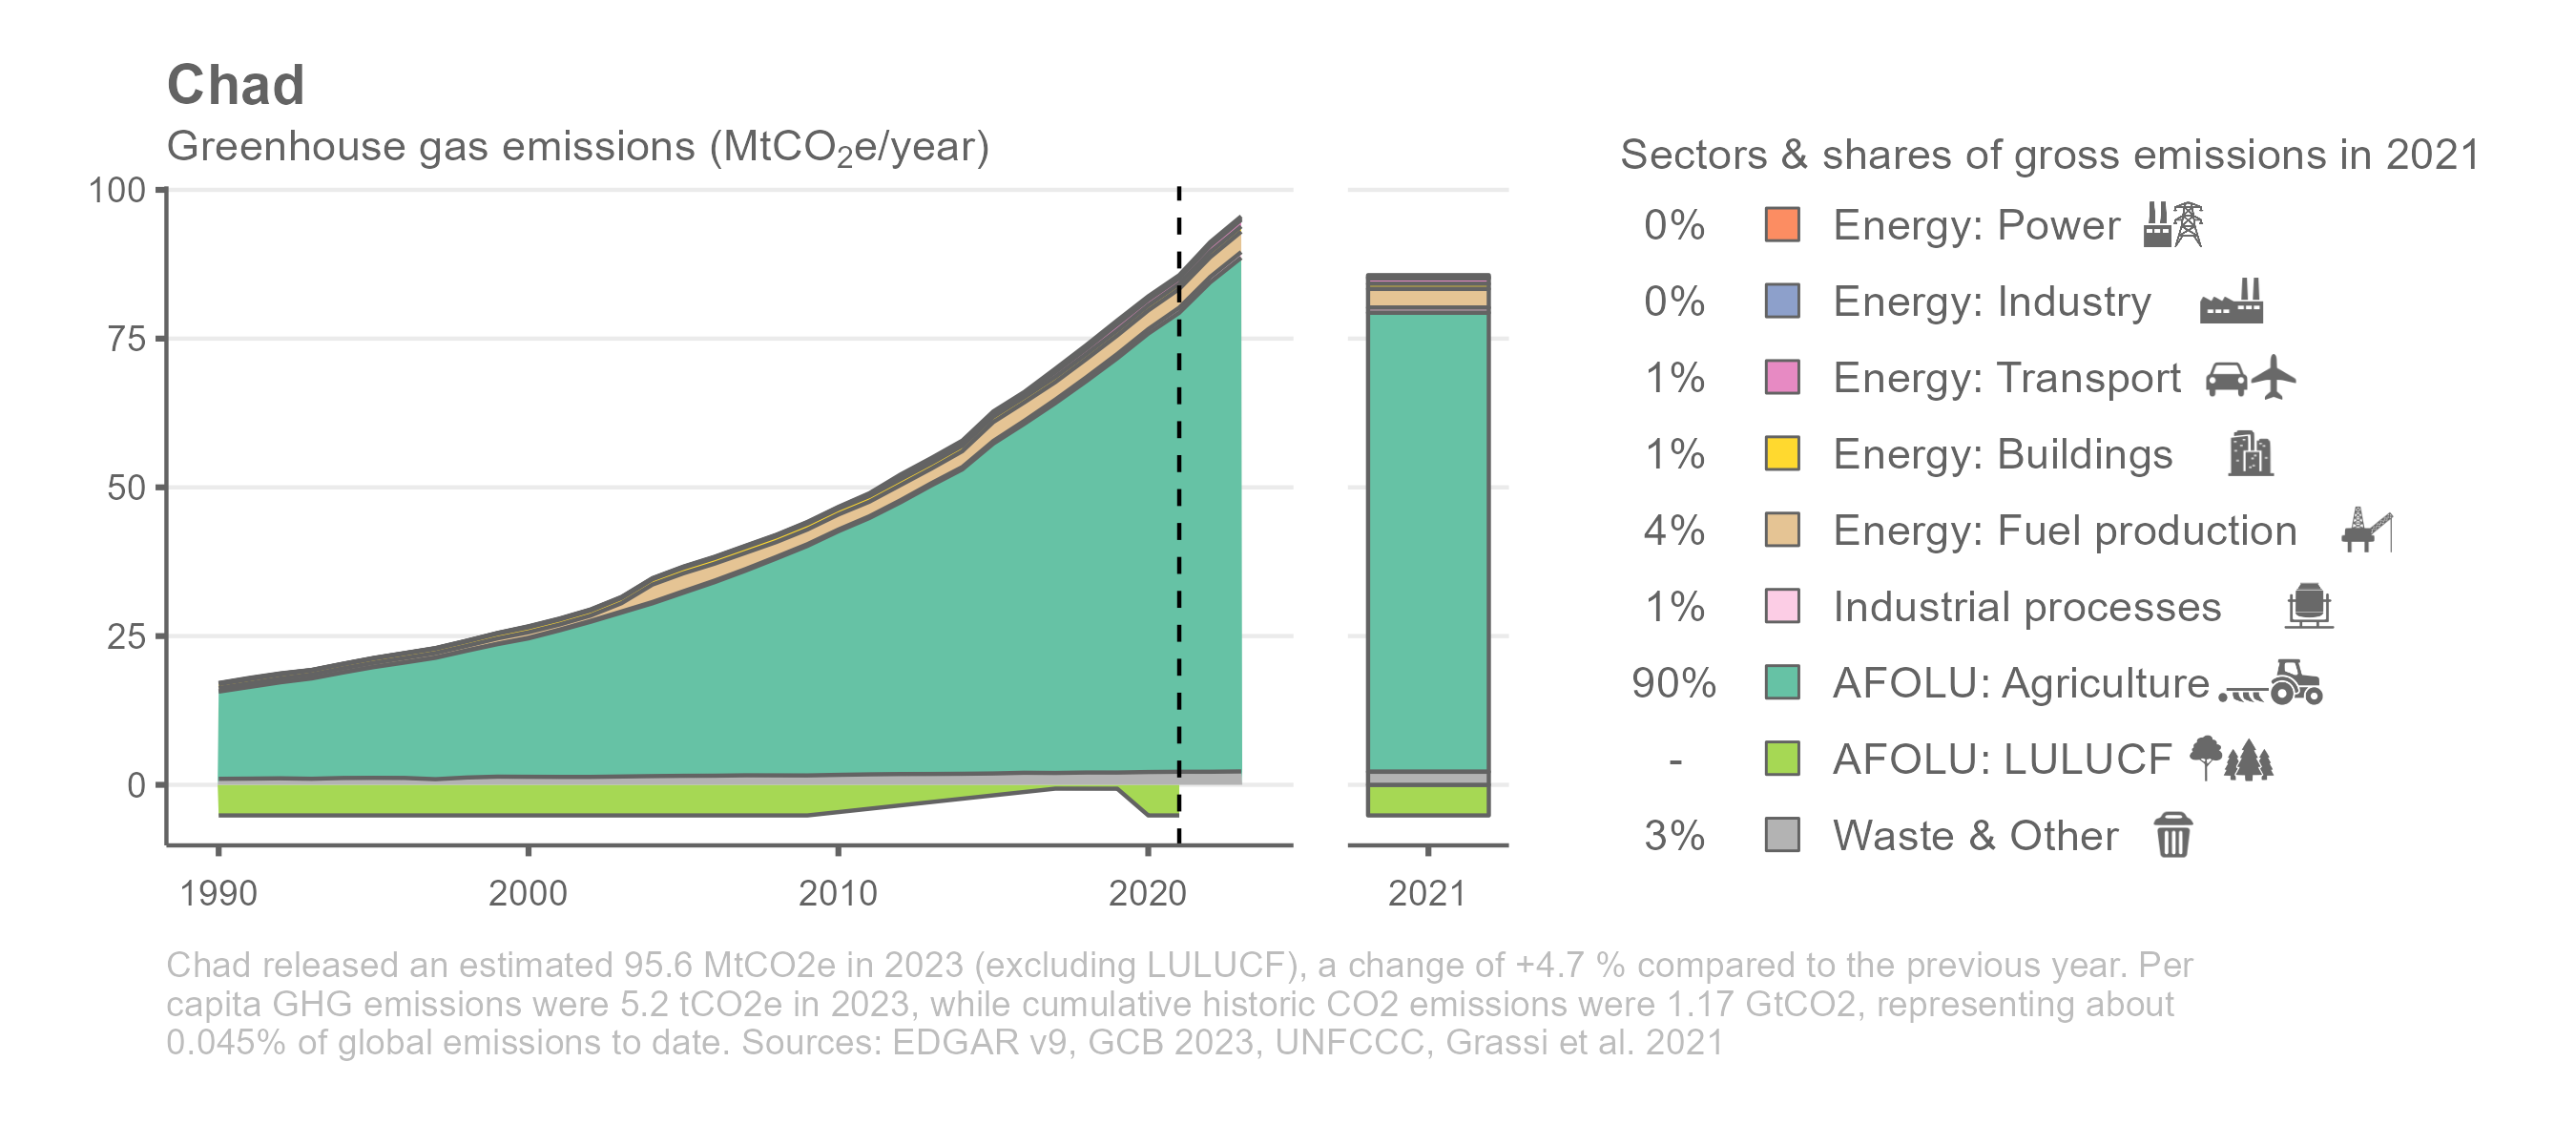 Chad
Greenhouse gas emissions (MtCO₂e/year)
100
75
50
25
0
1990 2000 2010 2020
2021
Sectors & shares of gross emissions in 2021
0% Energy: Power
0% Energy: Industry
1% Energy: Transport
1% Energy: Buildings
4% Energy: Fuel production
1% Industrial processes
90% AFOLU: Agriculture
- AFOLU: LULUCF
3% Waste & Other
Chad released an estimated 95.6 MtCO2e in 2023 (excluding LULUCF), a change of +4.7 % compared to the previous year. Per
capita GHG emissions were 5.2 tCO2e in 2023, while cumulative historic CO2 emissions were 1.17 GtCO2, representing about
0.045% of global emissions to date. Sources: EDGAR v9, GCB 2023, UNFCCC, Grassi et al. 2021